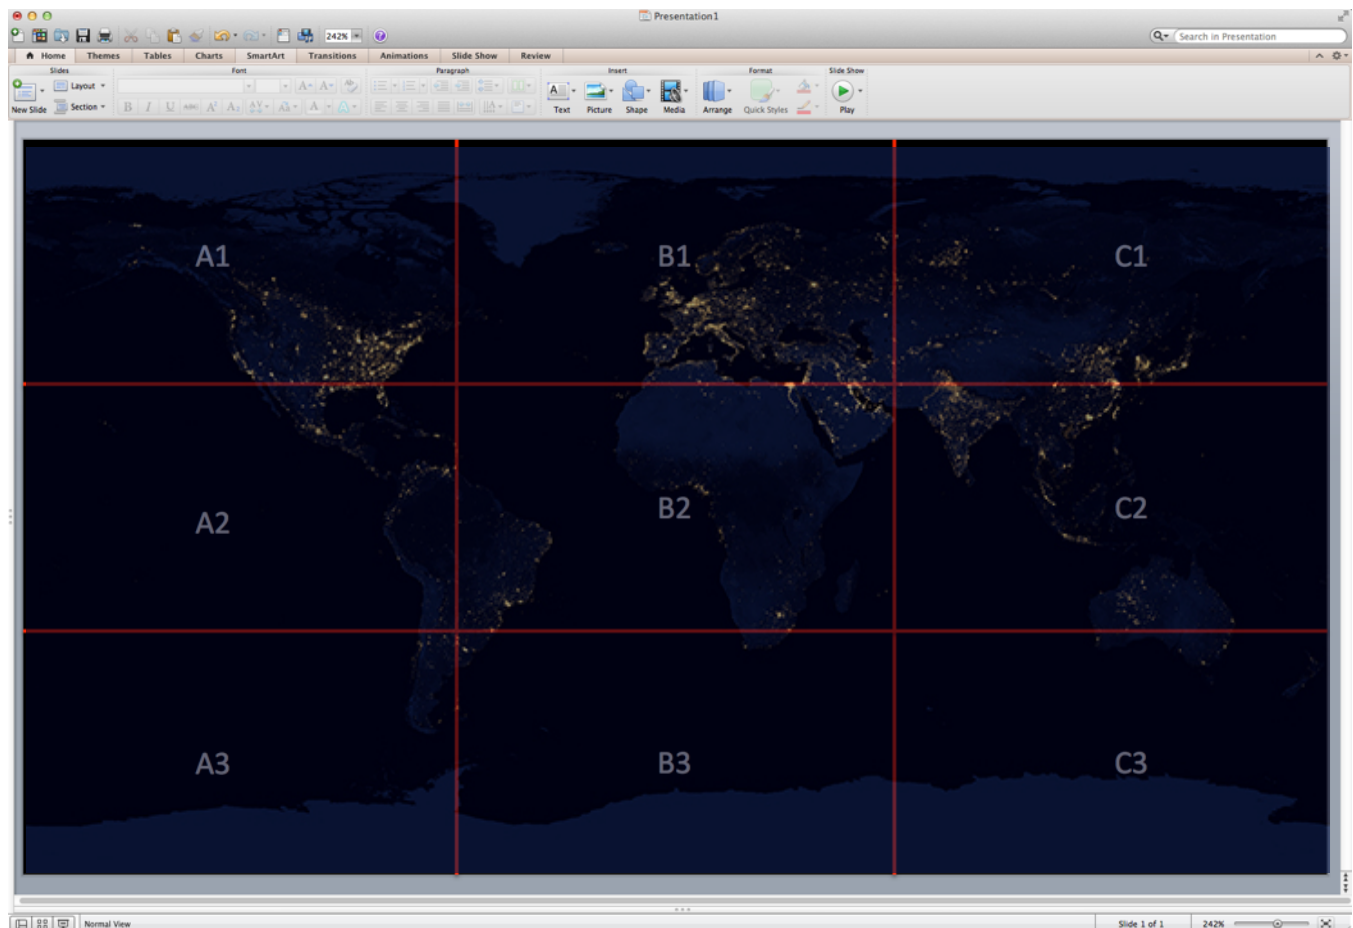 Presentation1
242%
Search in Presentation
Home Themes Tables Charts SmartArt Transitions Animations Slide Show Review
Slides Font Paragraph Insert Format Slide Show
Layout
New Slide Section
Text Picture Shape Media Arrange Quick Styles Play
A1 B1 C1
A2 B2 C2
A3 B3 C3
Normal View Slide 1 of 1 242%